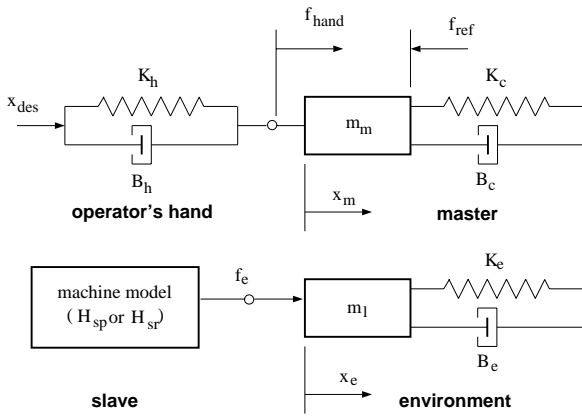 f_hand
f_ref
K_h
K_c
x_des
m_m
B_h
B_c
operator's hand
x_m
master
K_e
machine model
f_e
m_l
( H_sp or H_sr )
B_e
x_e
slave
environment